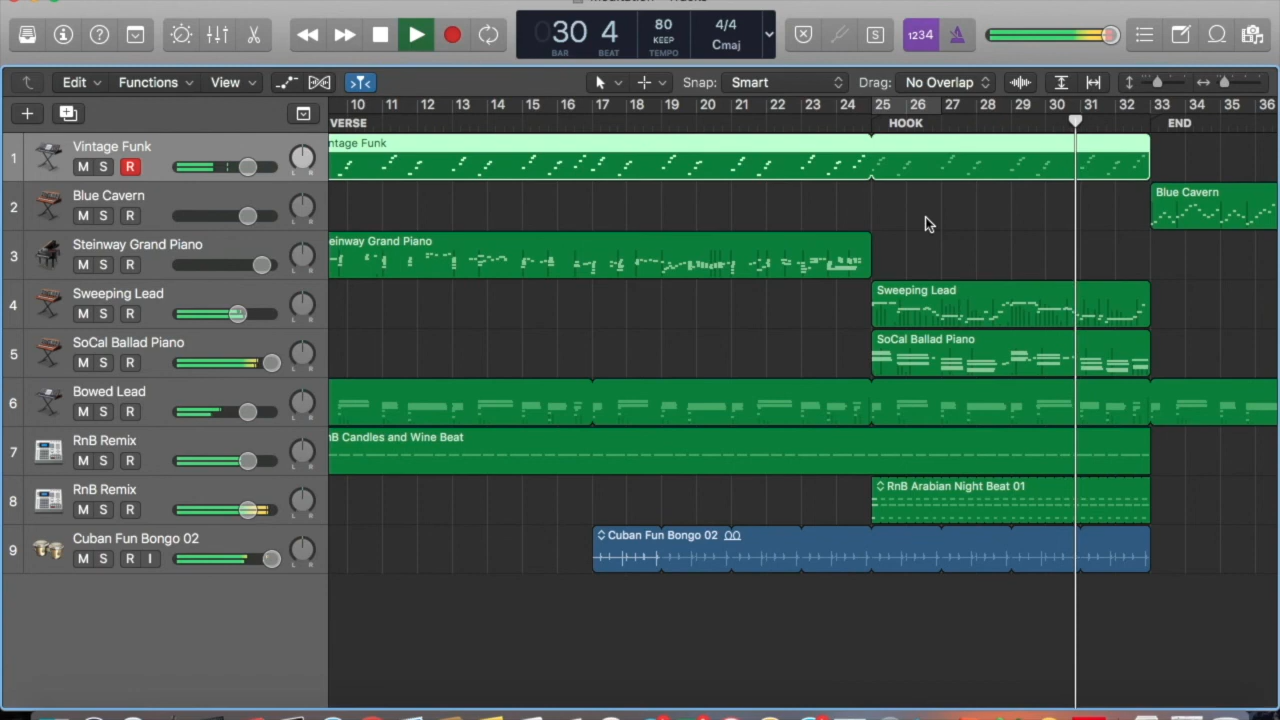 30 4
BAR BEAT
80
KEEP
TEMPO
4/4
Cmaj
S
1234
Edit Functions View
Snap: Smart
Drag: No Overlap
10 11 12 13 14 15 16 17 18 19 20 21 22 23 24 25 26 27 28 29 30 31 32 33 34 35 36
VERSE HOOK END
1 Vintage Funk
M S R
L R
ntage Funk
2 Blue Cavern
M S R
L R
Blue Cavern
3 Steinway Grand Piano
M S R
L R
einway Grand Piano
4 Sweeping Lead
M S R
L R
Sweeping Lead
5 SoCal Ballad Piano
M S R
L R
SoCal Ballad Piano
6 Bowed Lead
M S R
L R
7 RnB Remix
M S R
L R
nB Candles and Wine Beat
8 RnB Remix
M S R
L R
RnB Arabian Night Beat 01
9 Cuban Fun Bongo 02
M S R I
L R
Cuban Fun Bongo 02